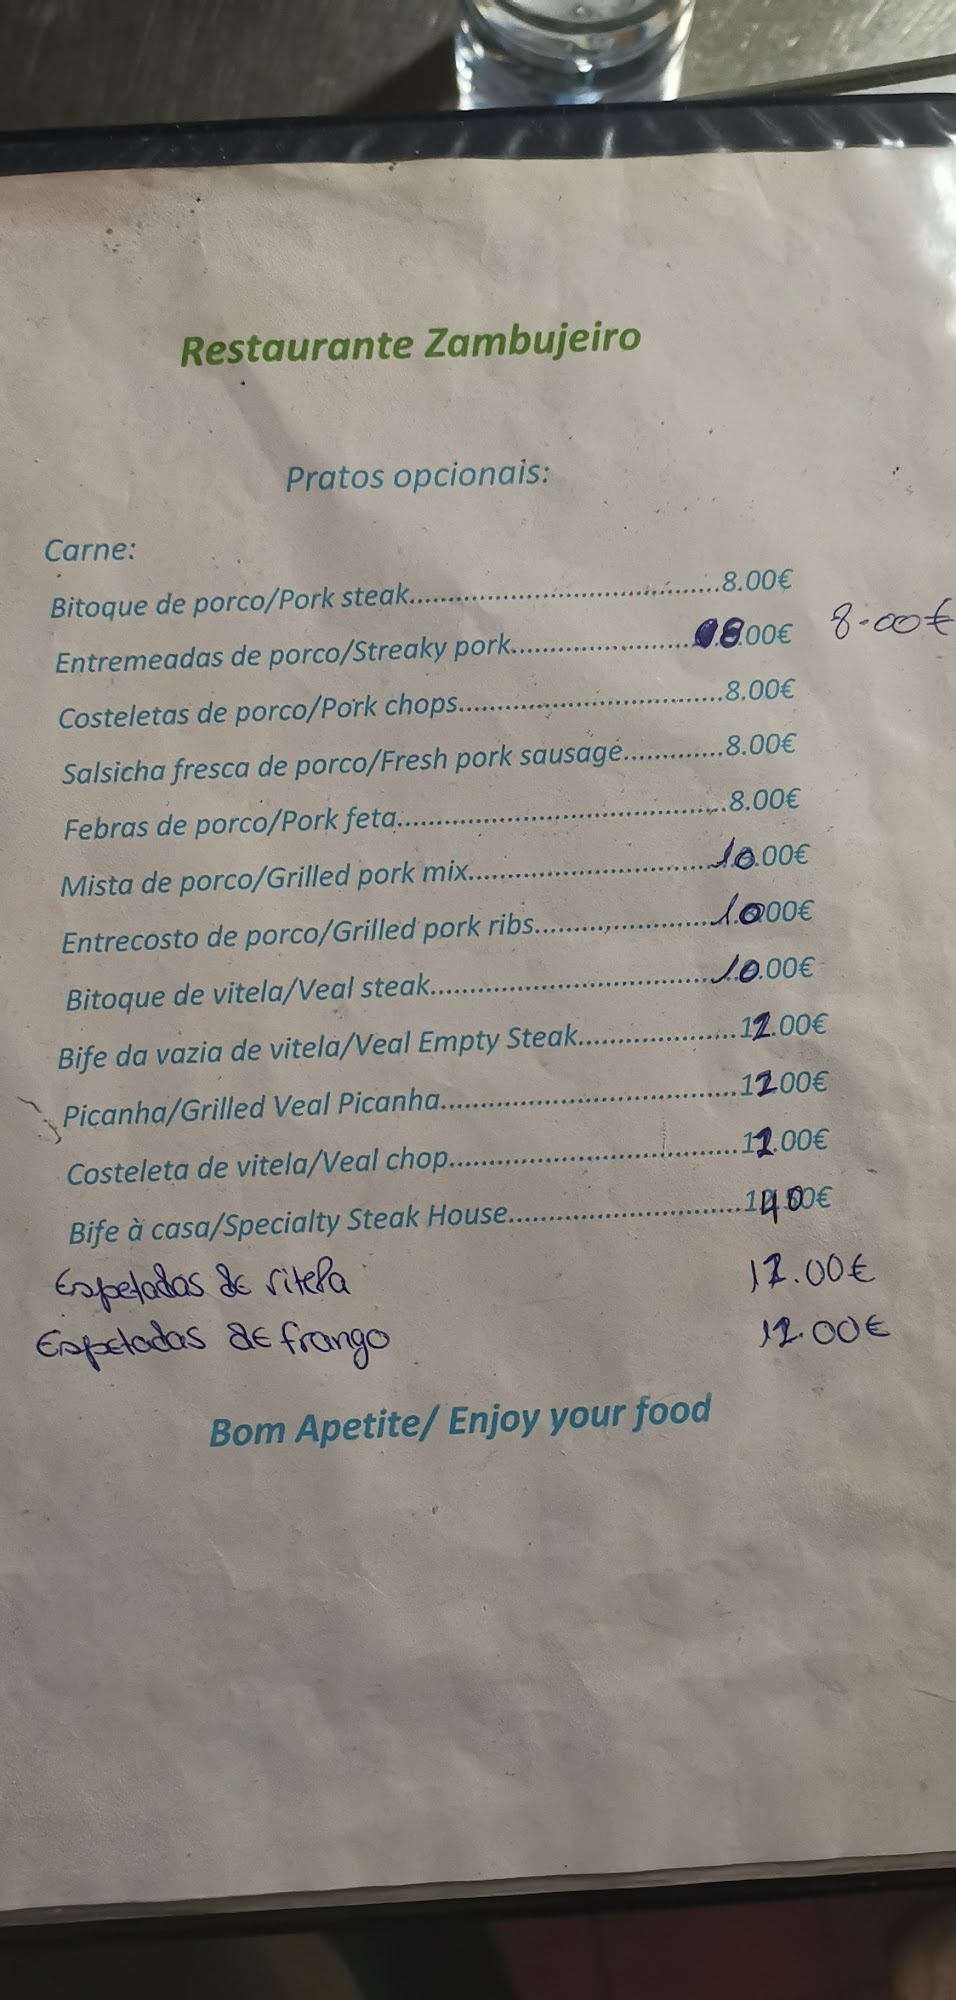 Restaurante Zambujeiro
Pratos opcionais:
Carne:
Bitoque de porco/Pork steak..............................................8.00€
Entremeadas de porco/Streaky pork..........................8.00€ 8.00€
Costeletas de porco/Pork chops.......................................8.00€
Salsicha fresca de porco/Fresh pork sausage..............8.00€
Febras de porco/Pork feta.................................................8.00€
Mista de porco/Grilled pork mix....................................10.00€
Entrecosto de porco/Grilled pork ribs..........................10.00€
Bitoque de vitela/Veal steak..........................................10.00€
Bife da vazia de vitela/Veal Empty Steak.......................12.00€
Picanha/Grilled Veal Picanha............................................12.00€
Costeleta de vitela/Veal chop...........................................12.00€
Bife à casa/Specialty Steak House..................................14.00€
Espetadas de vitela 12.00€
Espetadas de frango 12.00€
Bom Apetite/ Enjoy your food